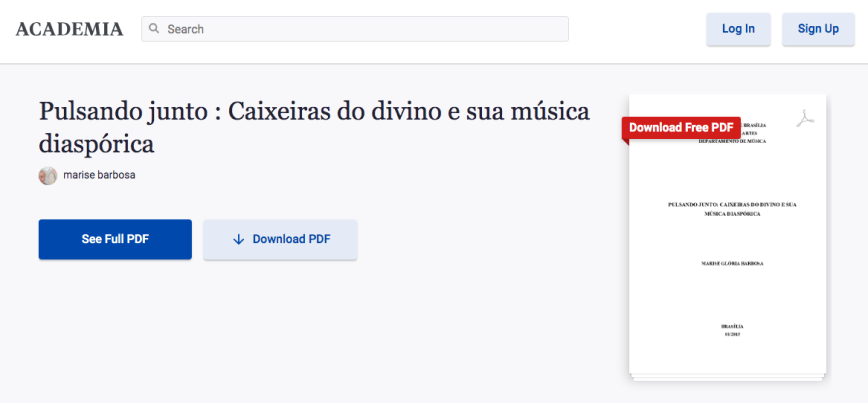 ACADEMIA
Search
Log In
Sign Up
Pulsando junto : Caixeiras do divino e sua música
diaspórica
marise barbosa
See Full PDF
Download PDF
Download Free PDF
BRASÍLIA
ARTES
DEPARTAMENTO DE MÚSICA
PULSANDO JUNTO: CAIXEIRAS DO DIVINO E SUA
MÚSICA DIASPÓRICA
MARISE GLÓRIA BARBOSA
BRASÍLIA